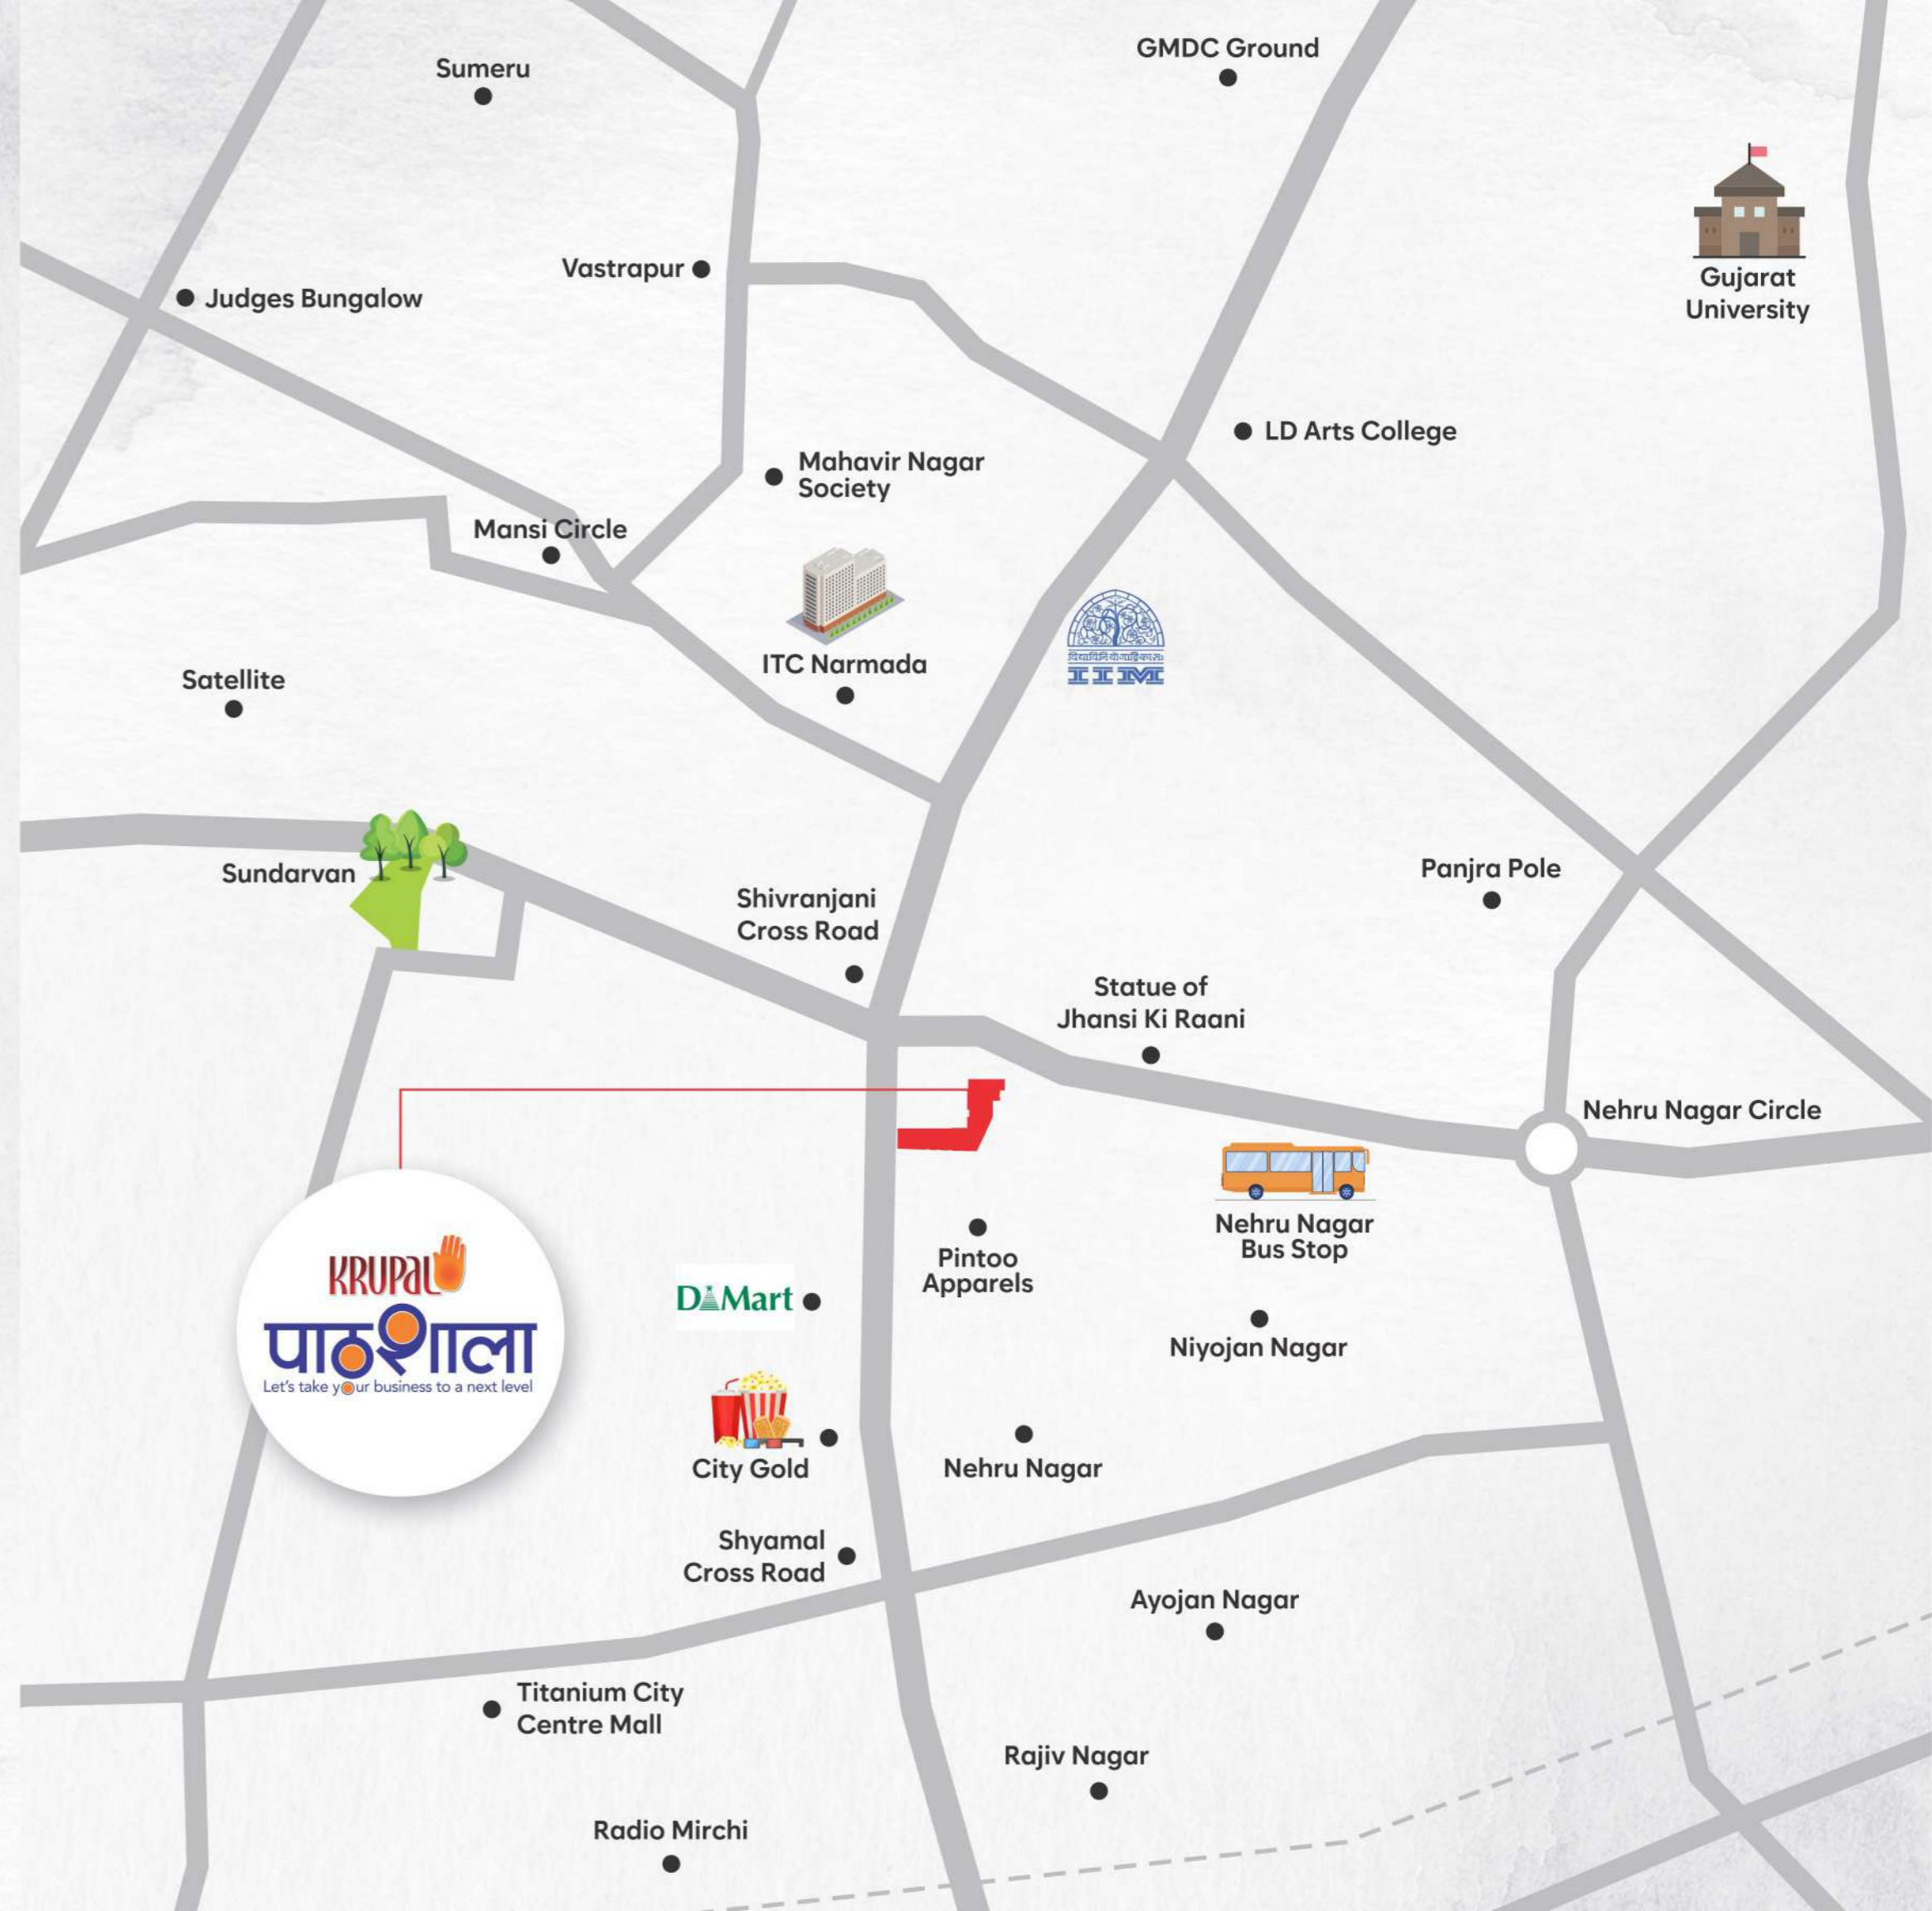 GMDC Ground
Sumeru
Vastrapur
Gujarat
University
Judges Bungalow
LD Arts College
Mahavir Nagar
Society
Mansi Circle
ITC Narmada
IIM
Satellite
Sundarvan
Panjra Pole
Shivranjani
Cross Road
Statue of
Jhansi Ki Raani
Nehru Nagar Circle
Nehru Nagar
Bus Stop
Pintoo
Apparels
KRUPAL
पाठशाला
Let's take your business to a next level
DMart
Niyojan Nagar
City Gold
Nehru Nagar
Shyamal
Cross Road
Ayojan Nagar
Titanium City
Centre Mall
Rajiv Nagar
Radio Mirchi